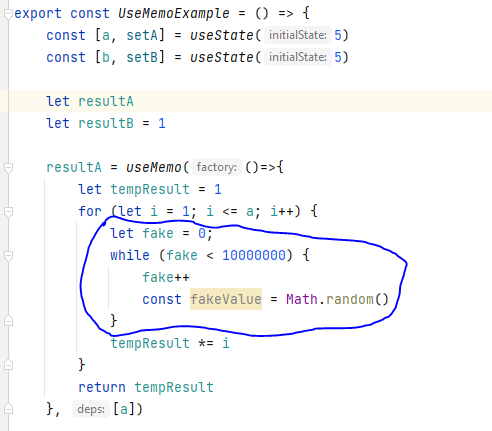 export const UseMemoExample = () => {
const [a, setA] = useState( initialState: 5)
const [b, setB] = useState( initialState: 5)
let resultA
let resultB = 1
resultA = useMemo( factory: ()=>{
let tempResult = 1
for (let i = 1; i <= a; i++) {
let fake = 0;
while (fake < 10000000) {
fake++
const fakeValue = Math.random()
}
tempResult *= i
}
return tempResult
}, deps: [a])